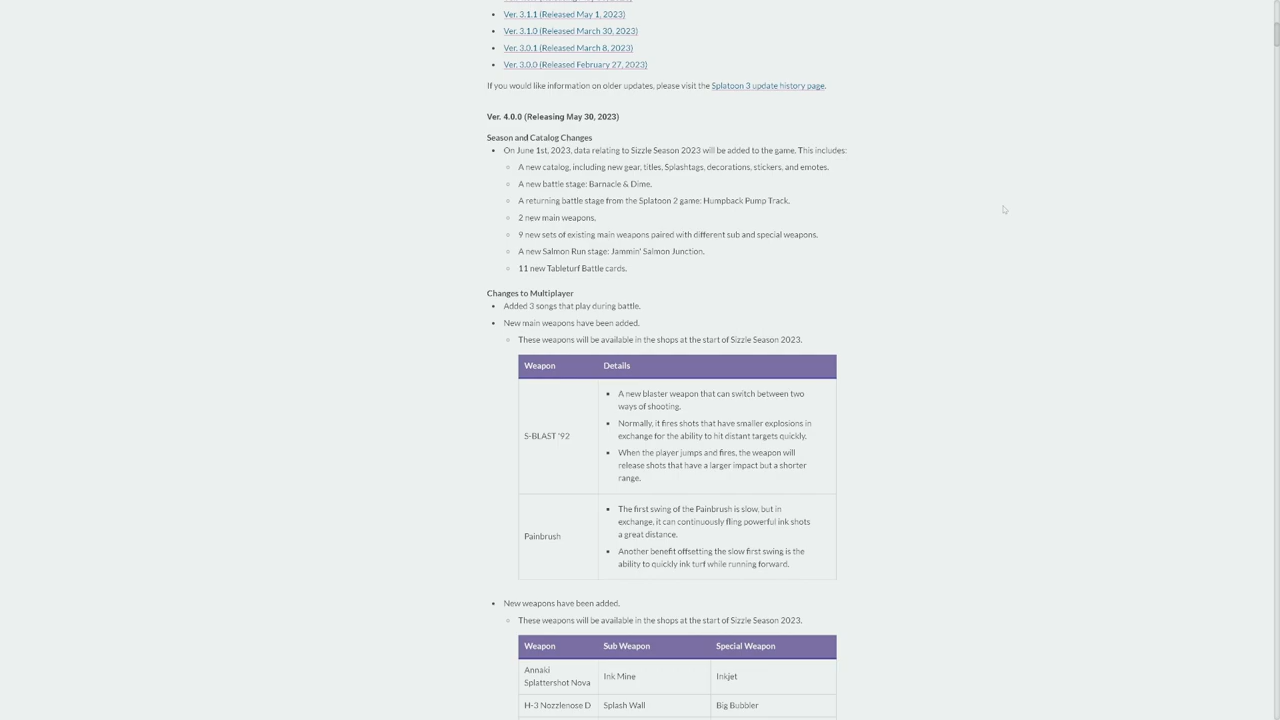 Ver. 3.1.1 (Released May 1, 2023)
Ver. 3.1.0 (Released March 30, 2023)
Ver. 3.0.1 (Released March 8, 2023)
Ver. 3.0.0 (Released February 27, 2023)
If you would like information on older updates, please visit the Splatoon 3 update history page.
Ver. 4.0.0 (Releasing May 30, 2023)
Season and Catalog Changes
On June 1st, 2023, data relating to Sizzle Season 2023 will be added to the game. This includes:
A new catalog, including new gear, titles, Splashtags, decorations, stickers, and emotes.
A new battle stage: Barnacle & Dime.
A returning battle stage from the Splatoon 2 game: Humpback Pump Track.
2 new main weapons.
9 new sets of existing main weapons paired with different sub and special weapons.
A new Salmon Run stage: Jammin' Salmon Junction.
11 new Tableturf Battle cards.
Changes to Multiplayer
Added 3 songs that play during battle.
New main weapons have been added.
These weapons will be available in the shops at the start of Sizzle Season 2023.
Weapon Details
S-BLAST '92
A new blaster weapon that can switch between two
ways of shooting.
Normally, it fires shots that have smaller explosions in
exchange for the ability to hit distant targets quickly.
When the player jumps and fires, the weapon will
release shots that have a larger impact but a shorter
range.
Painbrush
The first swing of the Painbrush is slow, but in
exchange, it can continuously fling powerful ink shots
a great distance.
Another benefit offsetting the slow first swing is the
ability to quickly ink turf while running forward.
New weapons have been added.
These weapons will be available in the shops at the start of Sizzle Season 2023.
Weapon Sub Weapon Special Weapon
Annaki
Splattershot Nova Ink Mine Inkjet
H-3 Nozzlenose D Splash Wall Big Bubbler